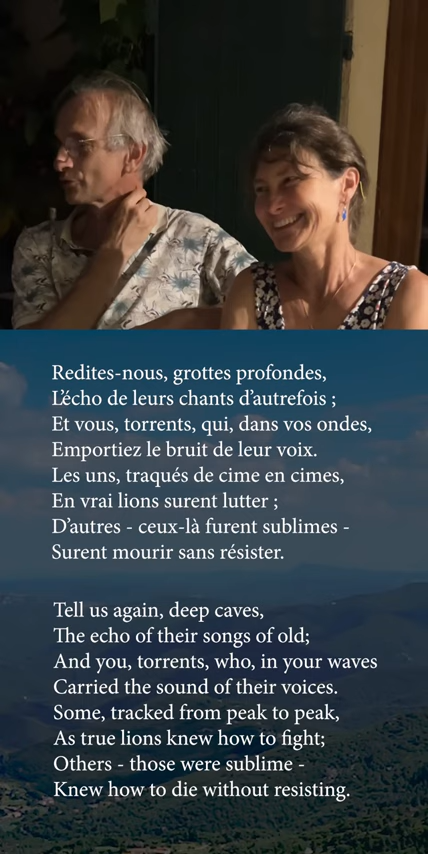 Redites-nous, grottes profondes,
L'écho de leurs chants d'autrefois ;
Et vous, torrents, qui, dans vos ondes,
Emportiez le bruit de leur voix.
Les uns, traqués de cime en cimes,
En vrai lions surent lutter ;
D'autres - ceux-là furent sublimes -
Surent mourir sans résister.
Tell us again, deep caves,
The echo of their songs of old;
And you, torrents, who, in your waves
Carried the sound of their voices.
Some, tracked from peak to peak,
As true lions knew how to fight;
Others - those were sublime -
Knew how to die without resisting.